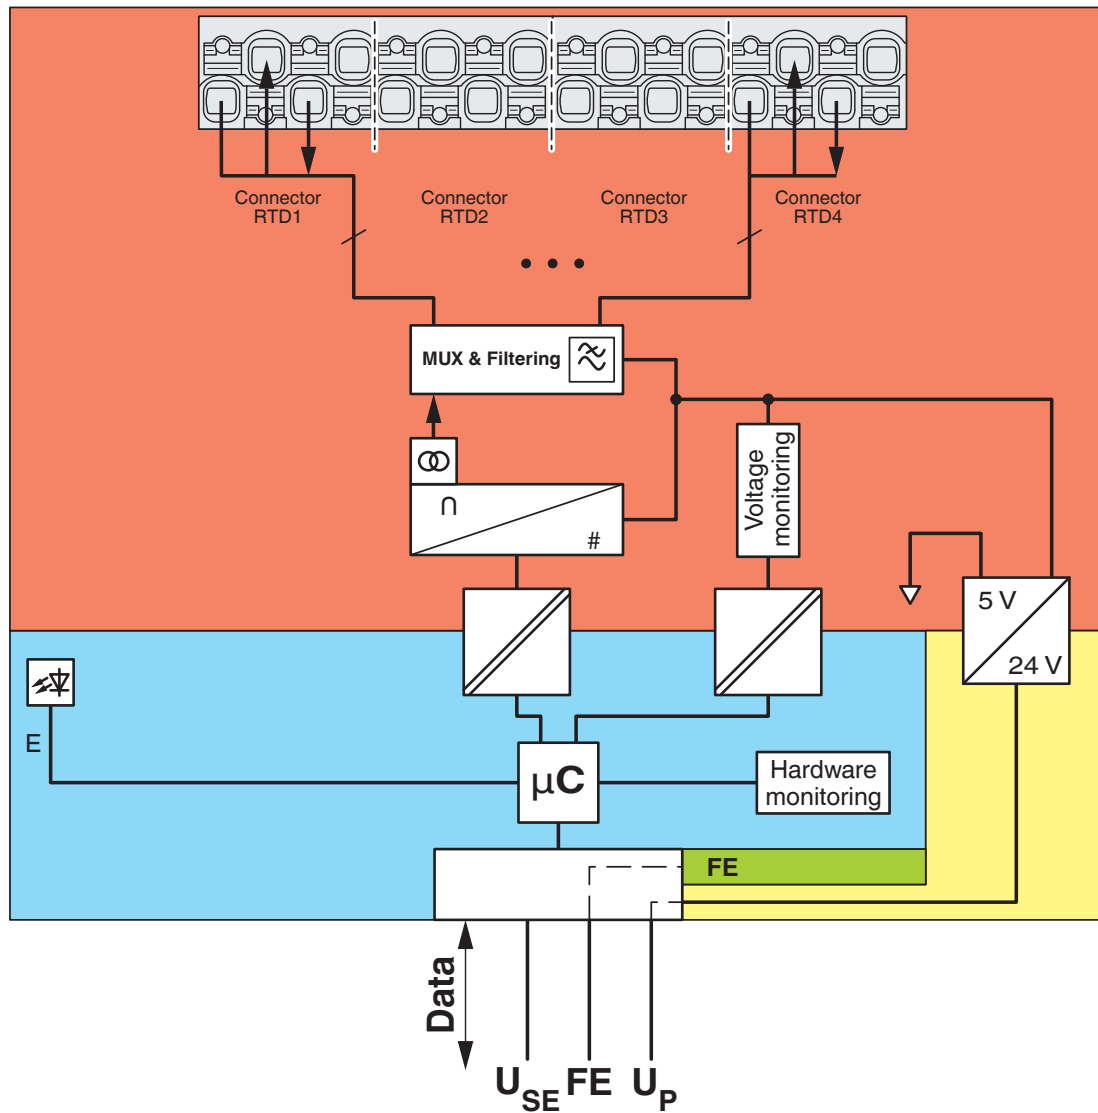 Connector
RTD1
Connector
RTD2
Connector
RTD3
Connector
RTD4
MUX & Filtering
∩
#
Voltage
monitoring
5 V
24 V
E
µC
Hardware
monitoring
FE
Data
USE
FE
UP